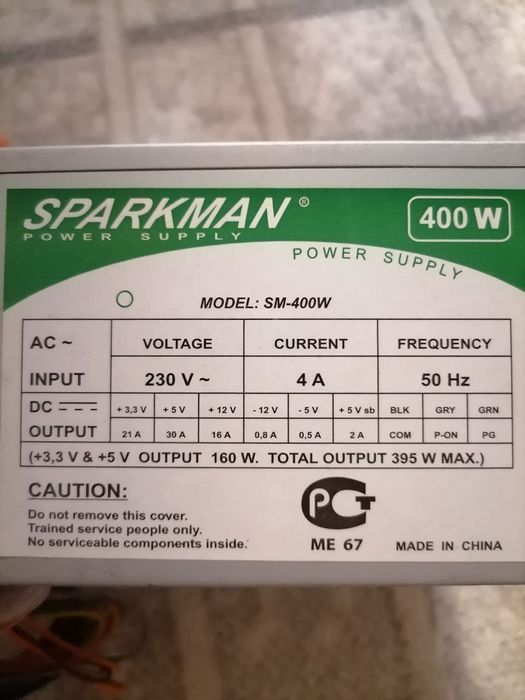 SPARKMAN ®
POWER SUPPLY
400 W
POWER SUPPLY
MODEL: SM-400W
AC ~ VOLTAGE CURRENT FREQUENCY
INPUT 230 V ~ 4 A 50 Hz
DC + 3,3 V + 5 V + 12 V - 12 V - 5 V + 5 V sb BLK GRY GRN
OUTPUT 21 A 30 A 16 A 0,8 A 0,5 A 2 A COM P-ON PG
(+3,3 V & +5 V OUTPUT 160 W. TOTAL OUTPUT 395 W MAX.)
CAUTION:
Do not remove this cover.
Trained service people only.
No serviceable components inside.
РСТ
ME 67
MADE IN CHINA